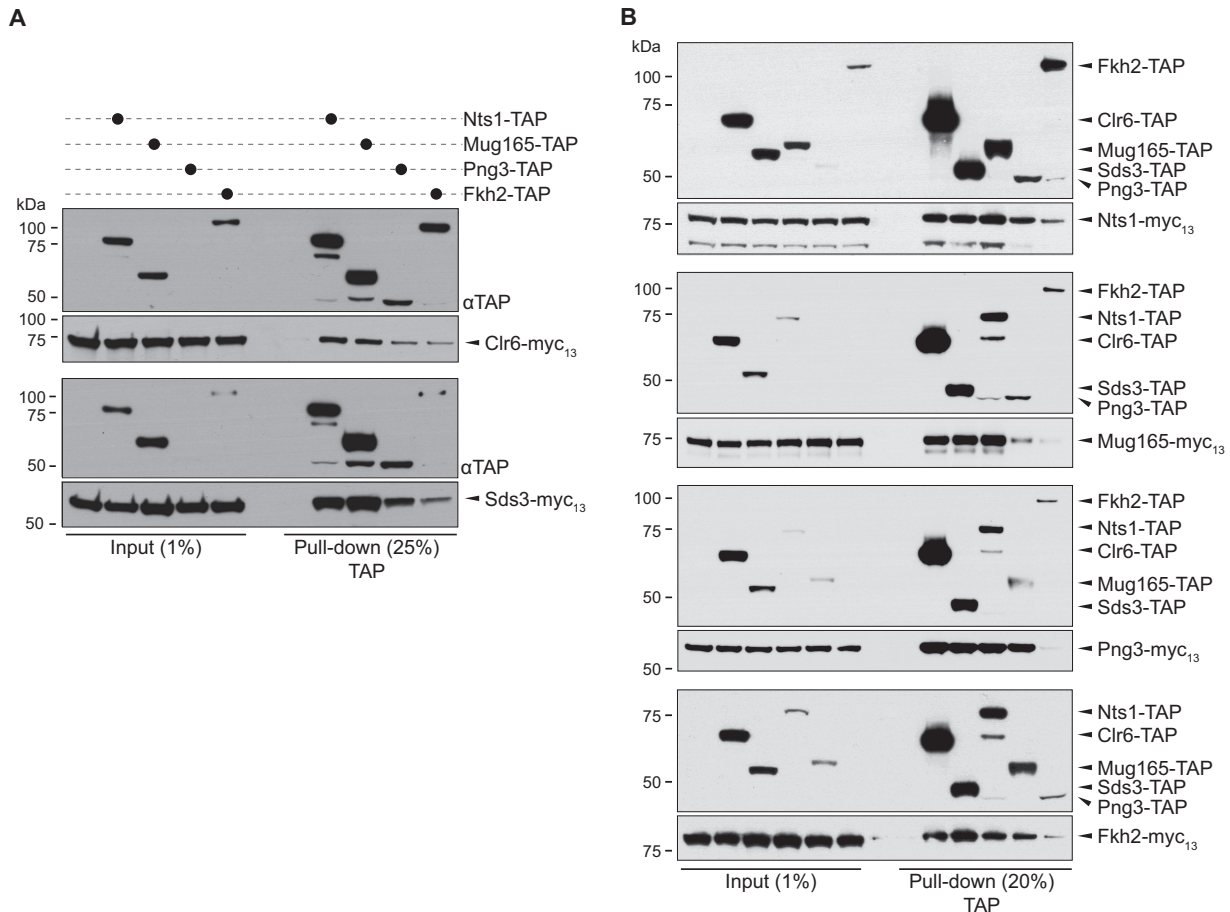 A
Nts1-TAP
Mug165-TAP
Png3-TAP
Fkh2-TAP
kDa
100
75
50
αTAP
100
75
Clr6-myc13
100
75
50
αTAP
50
Sds3-myc13
Input (1%)
Pull-down (25%)
TAP
B
kDa
100
75
50
Fkh2-TAP
Clr6-TAP
Mug165-TAP
Sds3-TAP
Png3-TAP
75
Nts1-myc13
100
75
50
Fkh2-TAP
Nts1-TAP
Clr6-TAP
Sds3-TAP
Png3-TAP
75
Mug165-myc13
100
75
50
Fkh2-TAP
Nts1-TAP
Clr6-TAP
Mug165-TAP
Sds3-TAP
50
Png3-myc13
75
50
Nts1-TAP
Clr6-TAP
Mug165-TAP
Sds3-TAP
Png3-TAP
75
Fkh2-myc13
Input (1%)
Pull-down (20%)
TAP